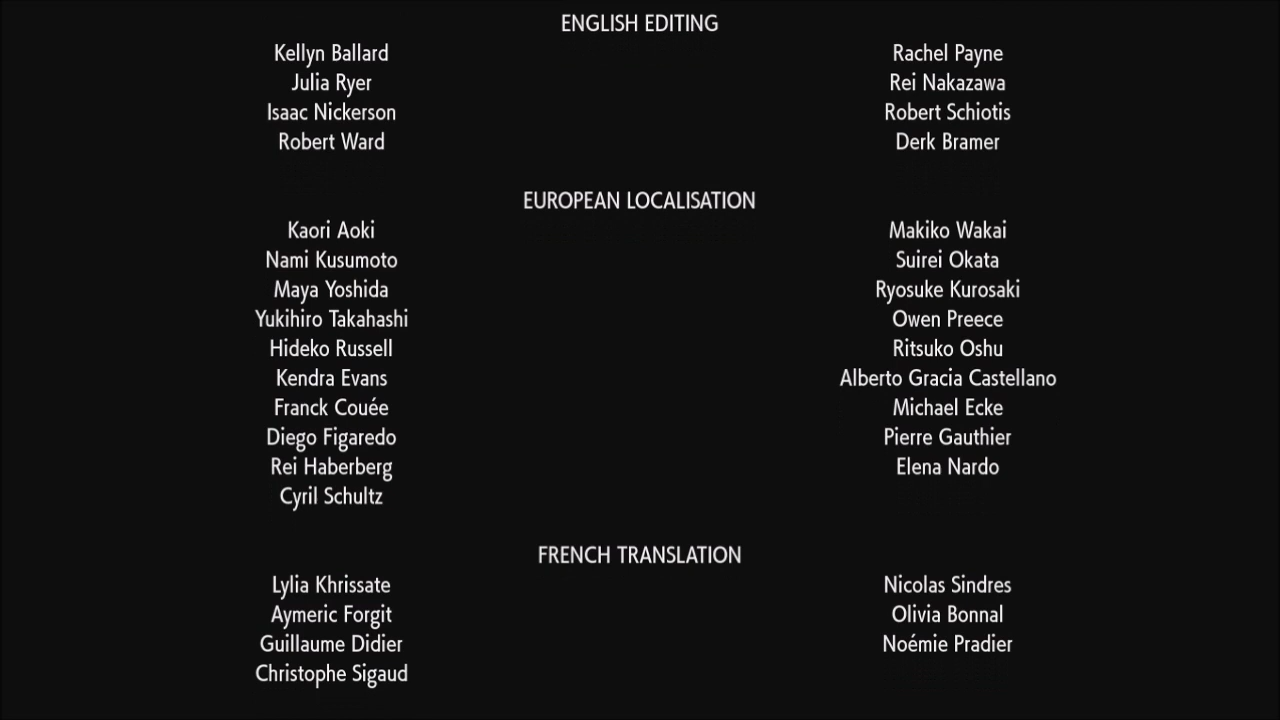 ENGLISH EDITING
Kellyn Ballard Rachel Payne
Julia Ryer Rei Nakazawa
Isaac Nickerson Robert Schiotis
Robert Ward Derk Bramer
EUROPEAN LOCALISATION
Kaori Aoki Makiko Wakai
Nami Kusumoto Suirei Okata
Maya Yoshida Ryosuke Kurosaki
Yukihiro Takahashi Owen Preece
Hideko Russell Ritsuko Oshu
Kendra Evans Alberto Gracia Castellano
Franck Couée Michael Ecke
Diego Figaredo Pierre Gauthier
Rei Haberberg Elena Nardo
Cyril Schultz
FRENCH TRANSLATION
Lylia Khrissate Nicolas Sindres
Aymeric Forgit Olivia Bonnal
Guillaume Didier Noémie Pradier
Christophe Sigaud